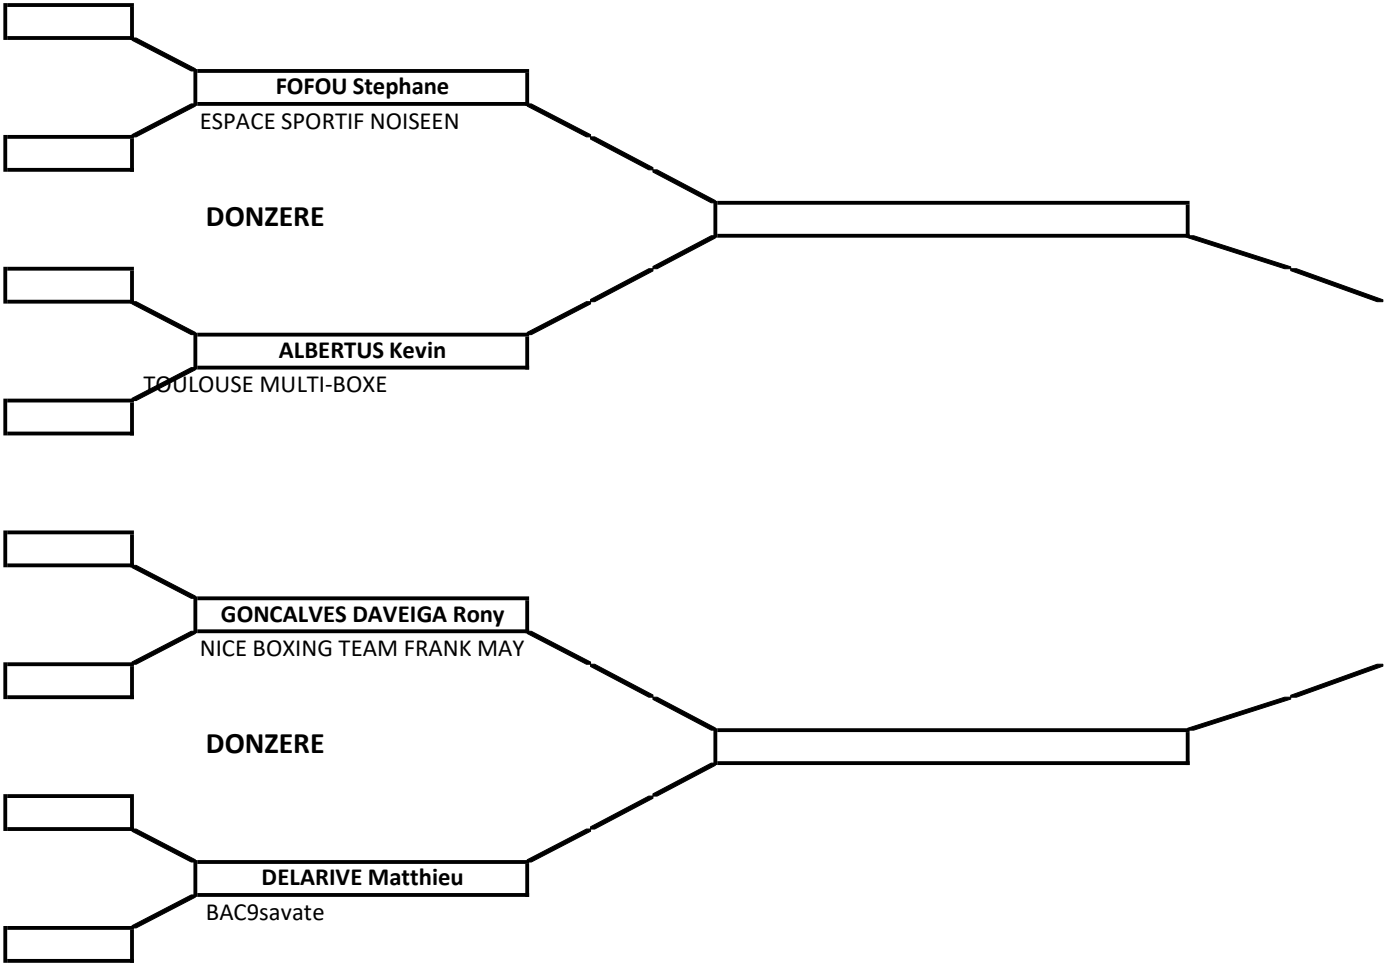 FOFOU Stephane
ESPACE SPORTIF NOISEEN
DONZERE
ALBERTUS Kevin
TOULOUSE MULTI-BOXE
GONCALVES DAVEIGA Rony
NICE BOXING TEAM FRANK MAY
DONZERE
DELARIVE Matthieu
BAC9savate